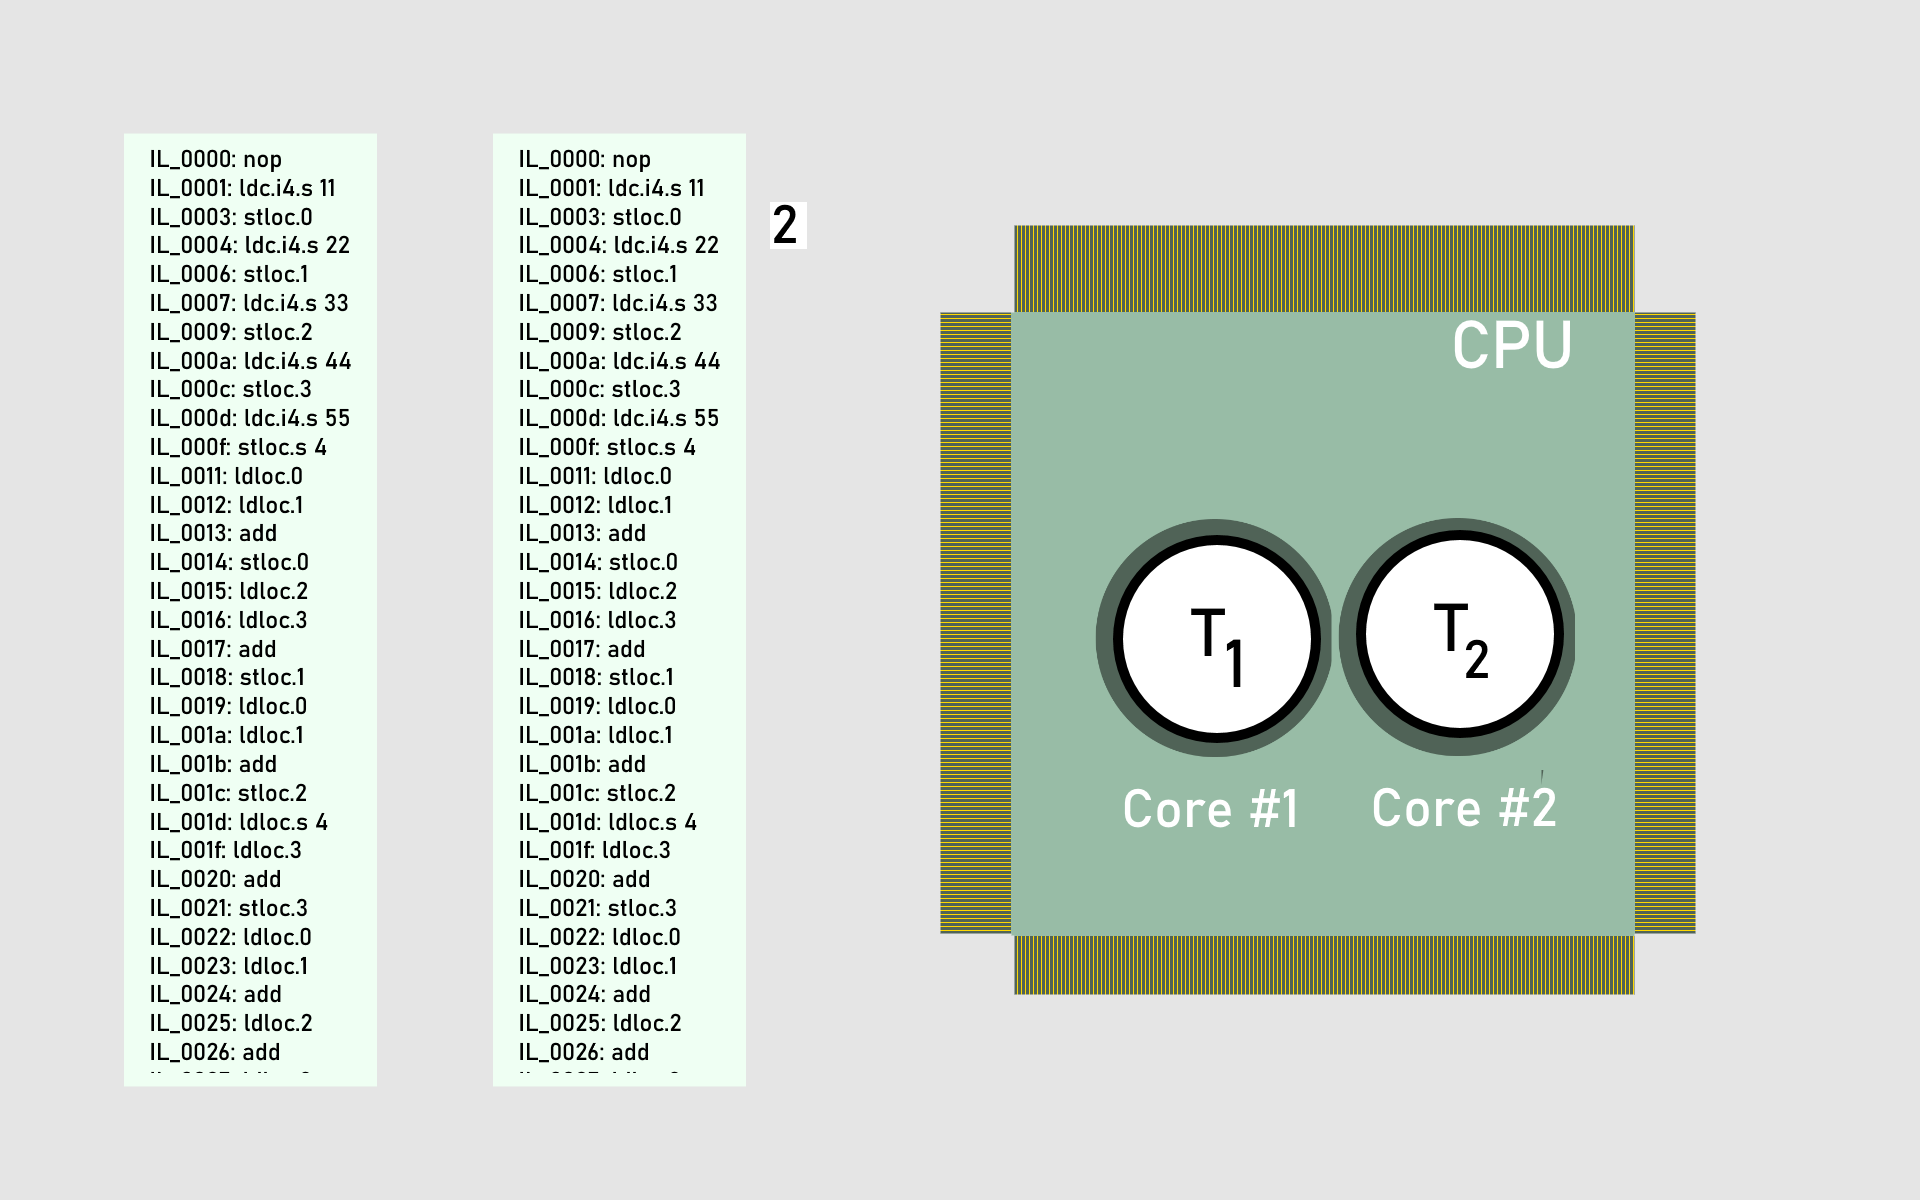 IL_0000: nop
IL_0001: ldc.i4.s 11
IL_0003: stloc.0
IL_0004: ldc.i4.s 22
IL_0006: stloc.1
IL_0007: ldc.i4.s 33
IL_0009: stloc.2
IL_000a: ldc.i4.s 44
IL_000c: stloc.3
IL_000d: ldc.i4.s 55
IL_000f: stloc.s 4
IL_0011: ldloc.0
IL_0012: ldloc.1
IL_0013: add
IL_0014: stloc.0
IL_0015: ldloc.2
IL_0016: ldloc.3
IL_0017: add
IL_0018: stloc.1
IL_0019: ldloc.0
IL_001a: ldloc.1
IL_001b: add
IL_001c: stloc.2
IL_001d: ldloc.s 4
IL_001f: ldloc.3
IL_0020: add
IL_0021: stloc.3
IL_0022: ldloc.0
IL_0023: ldloc.1
IL_0024: add
IL_0025: ldloc.2
IL_0026: add
IL_0000: nop
IL_0001: ldc.i4.s 11
IL_0003: stloc.0
IL_0004: ldc.i4.s 22
IL_0006: stloc.1
IL_0007: ldc.i4.s 33
IL_0009: stloc.2
IL_000a: ldc.i4.s 44
IL_000c: stloc.3
IL_000d: ldc.i4.s 55
IL_000f: stloc.s 4
IL_0011: ldloc.0
IL_0012: ldloc.1
IL_0013: add
IL_0014: stloc.0
IL_0015: ldloc.2
IL_0016: ldloc.3
IL_0017: add
IL_0018: stloc.1
IL_0019: ldloc.0
IL_001a: ldloc.1
IL_001b: add
IL_001c: stloc.2
IL_001d: ldloc.s 4
IL_001f: ldloc.3
IL_0020: add
IL_0021: stloc.3
IL_0022: ldloc.0
IL_0023: ldloc.1
IL_0024: add
IL_0025: ldloc.2
IL_0026: add
2
CPU
T1
T2
Core #1
Core #2